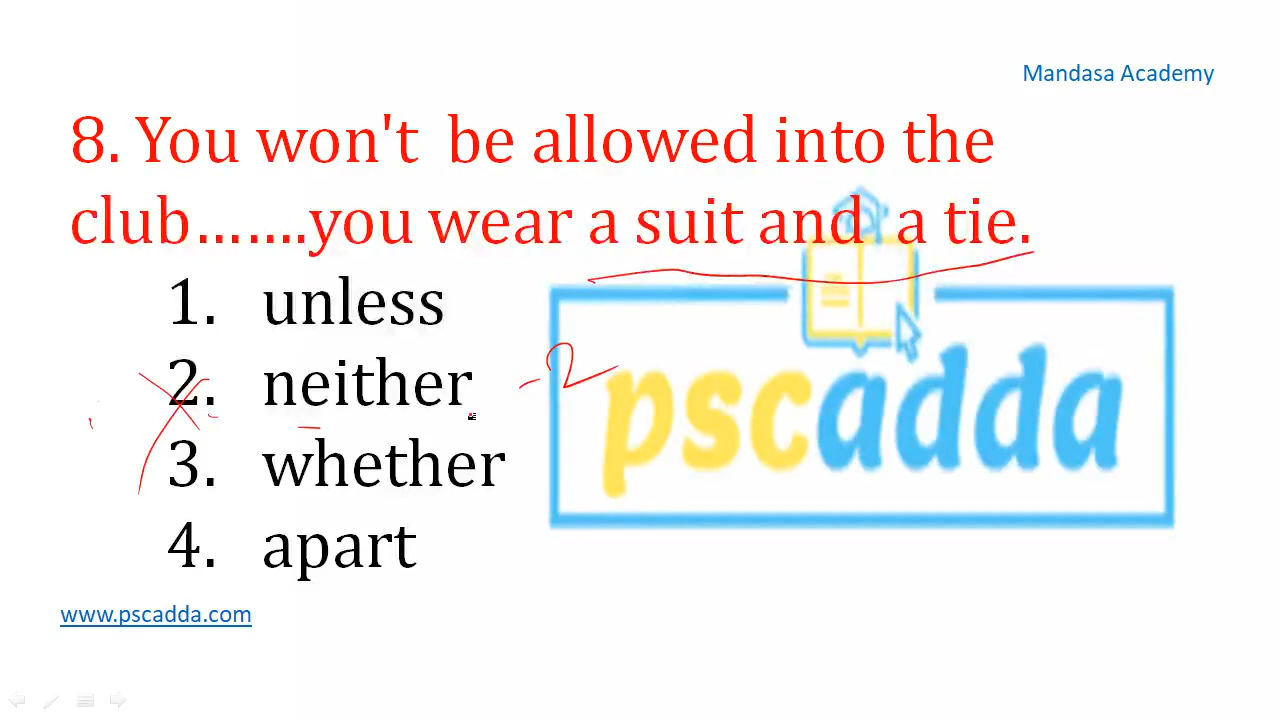 Mandasa Academy
8. You won't be allowed into the
club.......you wear a suit and a tie.
1. unless
2. neither - 2
3. whether
4. apart
pscadda
www.pscadda.com